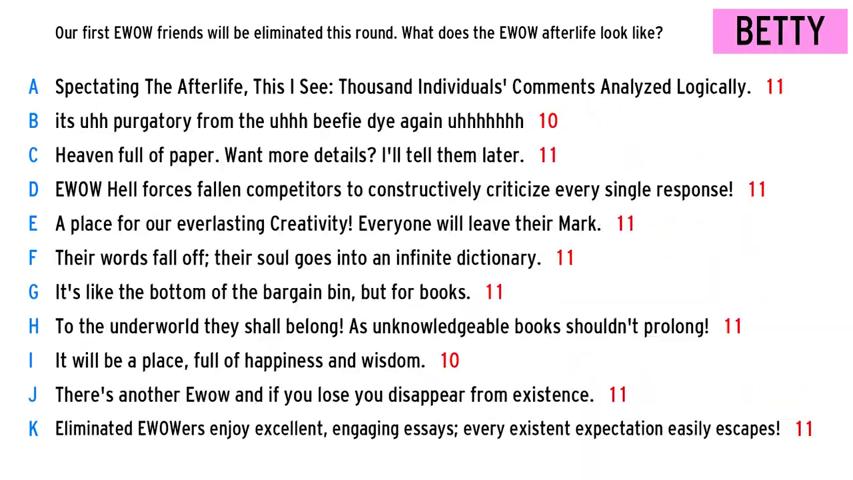 Our first EWOW friends will be eliminated this round. What does the EWOW afterlife look like?
BETTY
A Spectating The Afterlife, This I See: Thousand Individuals' Comments Analyzed Logically. 11
B its uhh purgatory from the uhhh beefie dye again uhhhhhhh 10
C Heaven full of paper. Want more details? I'll tell them later. 11
D EWOW Hell forces fallen competitors to constructively criticize every single response! 11
E A place for our everlasting Creativity! Everyone will leave their Mark. 11
F Their words fall off; their soul goes into an infinite dictionary. 11
G It's like the bottom of the bargain bin, but for books. 11
H To the underworld they shall belong! As unknowledgeable books shouldn't prolong! 11
I It will be a place, full of happiness and wisdom. 10
J There's another Ewow and if you lose you disappear from existence. 11
K Eliminated EWOWers enjoy excellent, engaging essays; every existent expectation easily escapes! 11